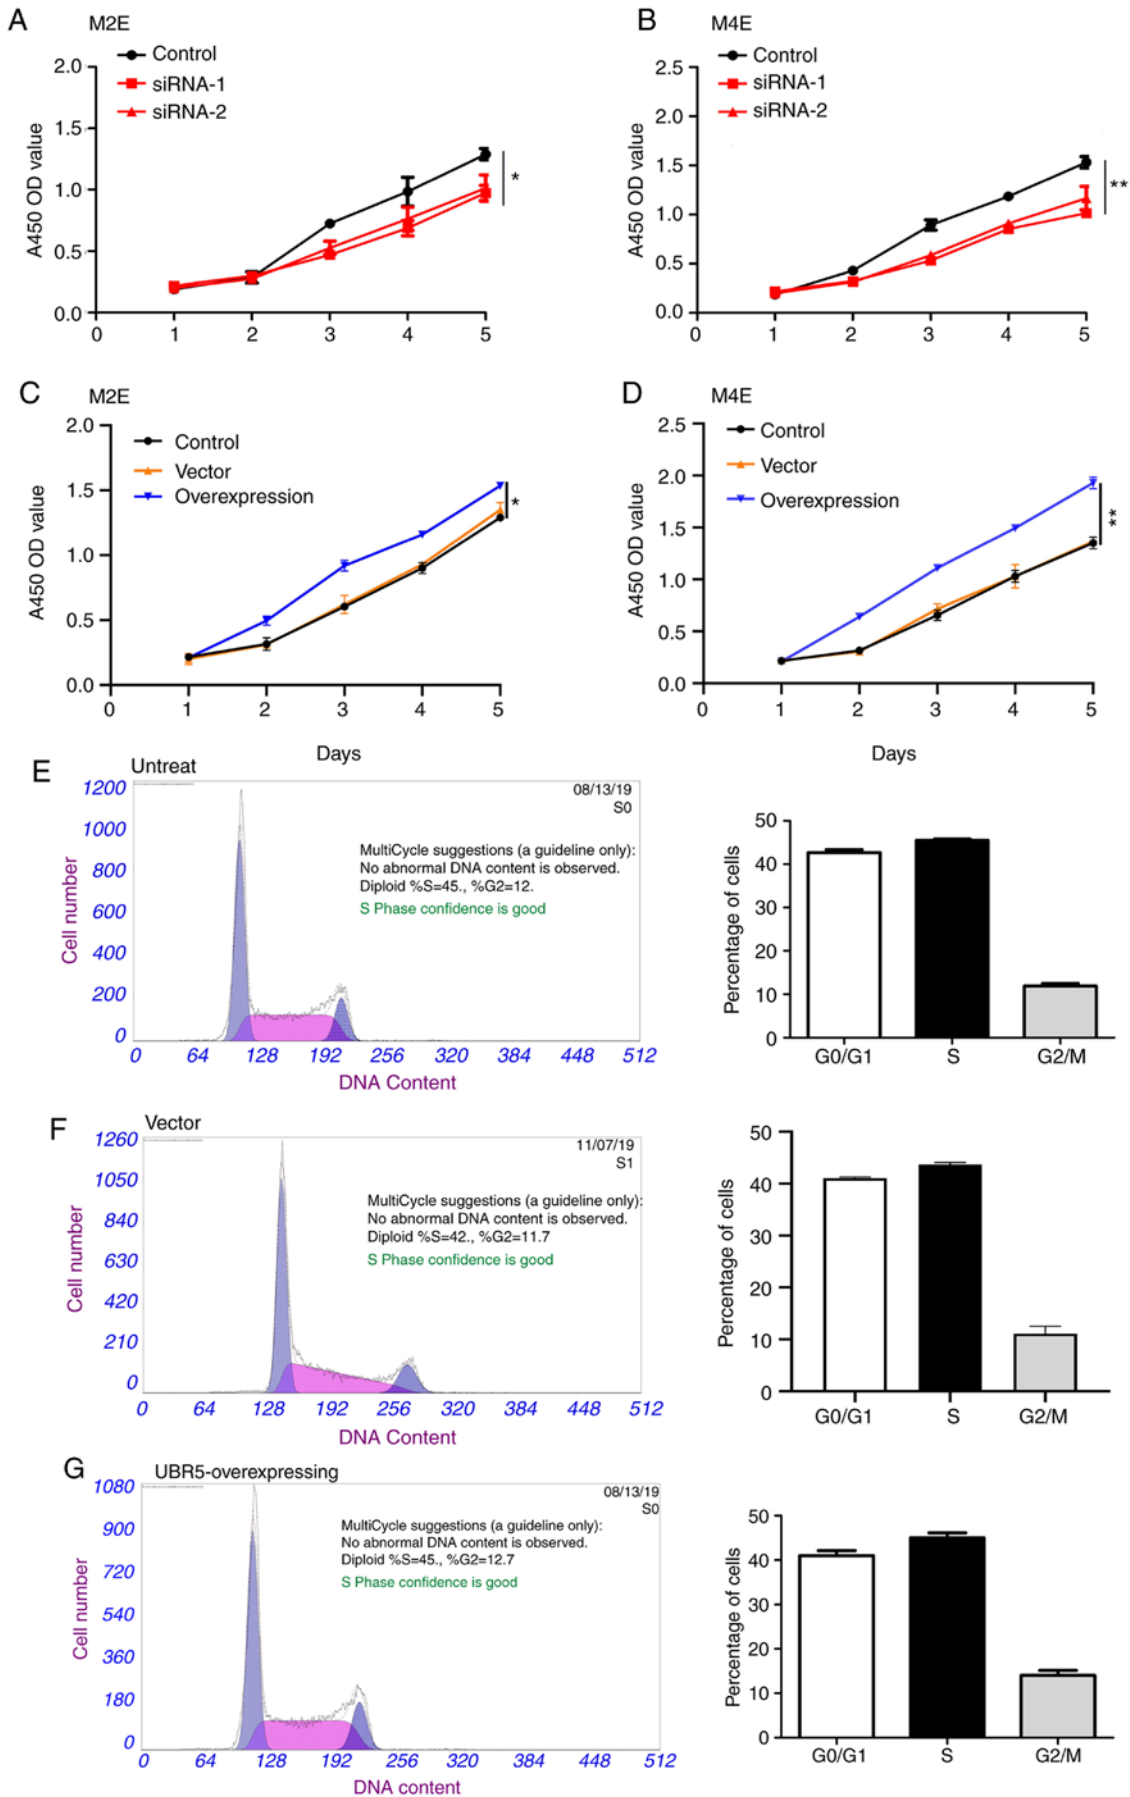 A
M2E
Control
siRNA-1
siRNA-2
A450 OD value
2.0
1.5
1.0
0.5
0.0
0 1 2 3 4 5
*
B
M4E
Control
siRNA-1
siRNA-2
A450 OD value
2.5
2.0
1.5
1.0
0.5
0.0
0 1 2 3 4 5
**
C
M2E
Control
Vector
Overexpression
A450 OD value
2.0
1.5
1.0
0.5
0.0
0 1 2 3 4 5
*
Days
D
M4E
Control
Vector
Overexpression
A450 OD value
2.5
2.0
1.5
1.0
0.5
0.0
0 1 2 3 4 5
**
Days
E
Untreat
08/13/19
S0
MultiCycle suggestions (a guideline only):
No abnormal DNA content is observed.
Diploid %S=45., %G2=12.
S Phase confidence is good
Cell number
1200
1000
800
600
400
200
0
0 64 128 192 256 320 384 448 512
DNA Content
Percentage of cells
50
40
30
20
10
0
G0/G1 S G2/M
F
Vector
11/07/19
S1
MultiCycle suggestions (a guideline only):
No abnormal DNA content is observed.
Diploid %S=42., %G2=11.7
S Phase confidence is good
Cell number
1260
1050
840
630
420
210
0
0 64 128 192 256 320 384 448 512
DNA Content
Percentage of cells
50
40
30
20
10
0
G0/G1 S G2/M
G
UBR5-overexpressing
08/13/19
S0
MultiCycle suggestions (a guideline only):
No abnormal DNA content is observed.
Diploid %S=45., %G2=12.7
S Phase confidence is good
Cell number
1080
900
720
540
360
180
0
0 64 128 192 256 320 384 448 512
DNA content
Percentage of cells
50
40
30
20
10
0
G0/G1 S G2/M